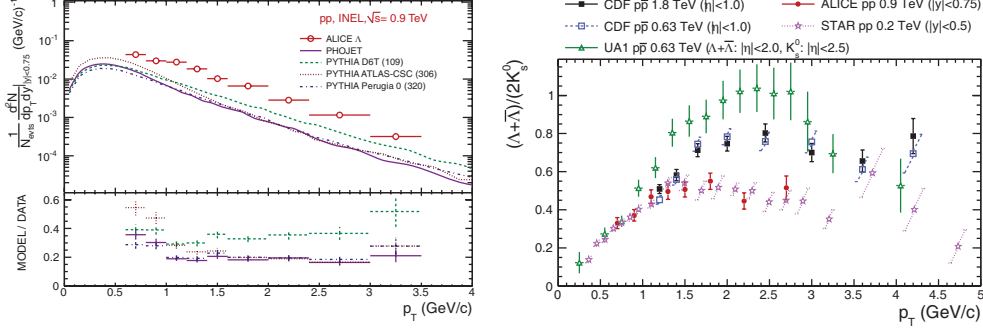 pp, INEL, √s= 0.9 TeV
ALICE Λ
PHOJET
PYTHIA D6T (109)
PYTHIA ATLAS-CSC (306)
PYTHIA Perugia 0 (320)
1/N_evts d²N/dp_T dy |_|y|<0.75 (GeV/c)⁻¹
10⁻¹
10⁻²
10⁻³
10⁻⁴
MODEL / DATA
0.6
0.4
0.2
0
0 0.5 1 1.5 2 2.5 3 3.5 4
p_T (GeV/c)
CDF pp̅ 1.8 TeV (|η|<1.0)
ALICE pp 0.9 TeV (|y|<0.75)
CDF pp̅ 0.63 TeV (|η|<1.0)
STAR pp 0.2 TeV (|y|<0.5)
UA1 pp̅ 0.63 TeV (Λ+Λ̅: |η|<2.0, K⁰ₛ: |η|<2.5)
(Λ+Λ̅)/(2K⁰ₛ)
1
0.8
0.6
0.4
0.2
0
0 0.5 1 1.5 2 2.5 3 3.5 4 4.5 5
p_T (GeV/c)